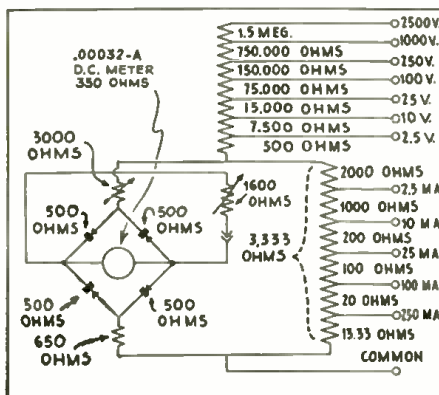 .00032-A
D.C. METER
350 OHMS
3000
OHMS
500
OHMS
500
OHMS
500
OHMS
650
OHMS
500
OHMS
1600
OHMS
3,333
OHMS
1.5 MEG.
750.000 OHMS
150.000 OHMS
75.000 OHMS
15,000 OHMS
7.500 OHMS
500 OHMS
2500V.
1000V.
250V.
100V.
25 V.
10 V.
2.5 V.
2000 OHMS
2.5 MA
1000 OHMS
10 MA
200 OHMS
25 MA
100 OHMS
100 MA
20 OHMS
250 MA
13.33 OHMS
COMMON